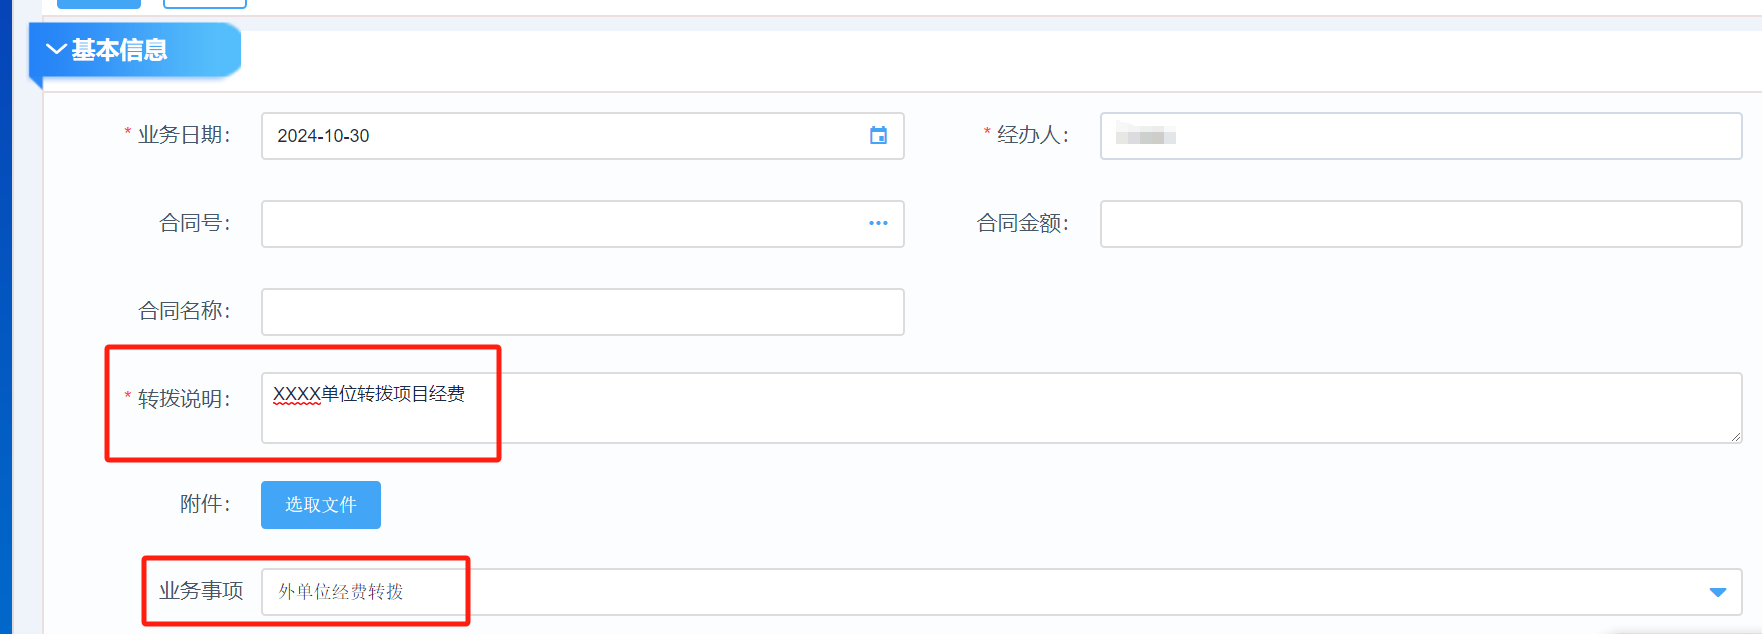 基本信息
* 业务日期： 2024-10-30 * 经办人：
合同号： 合同金额：
合同名称：
* 转拨说明： XXXX单位转拨项目经费
附件： 选取文件
业务事项 外单位经费转拨